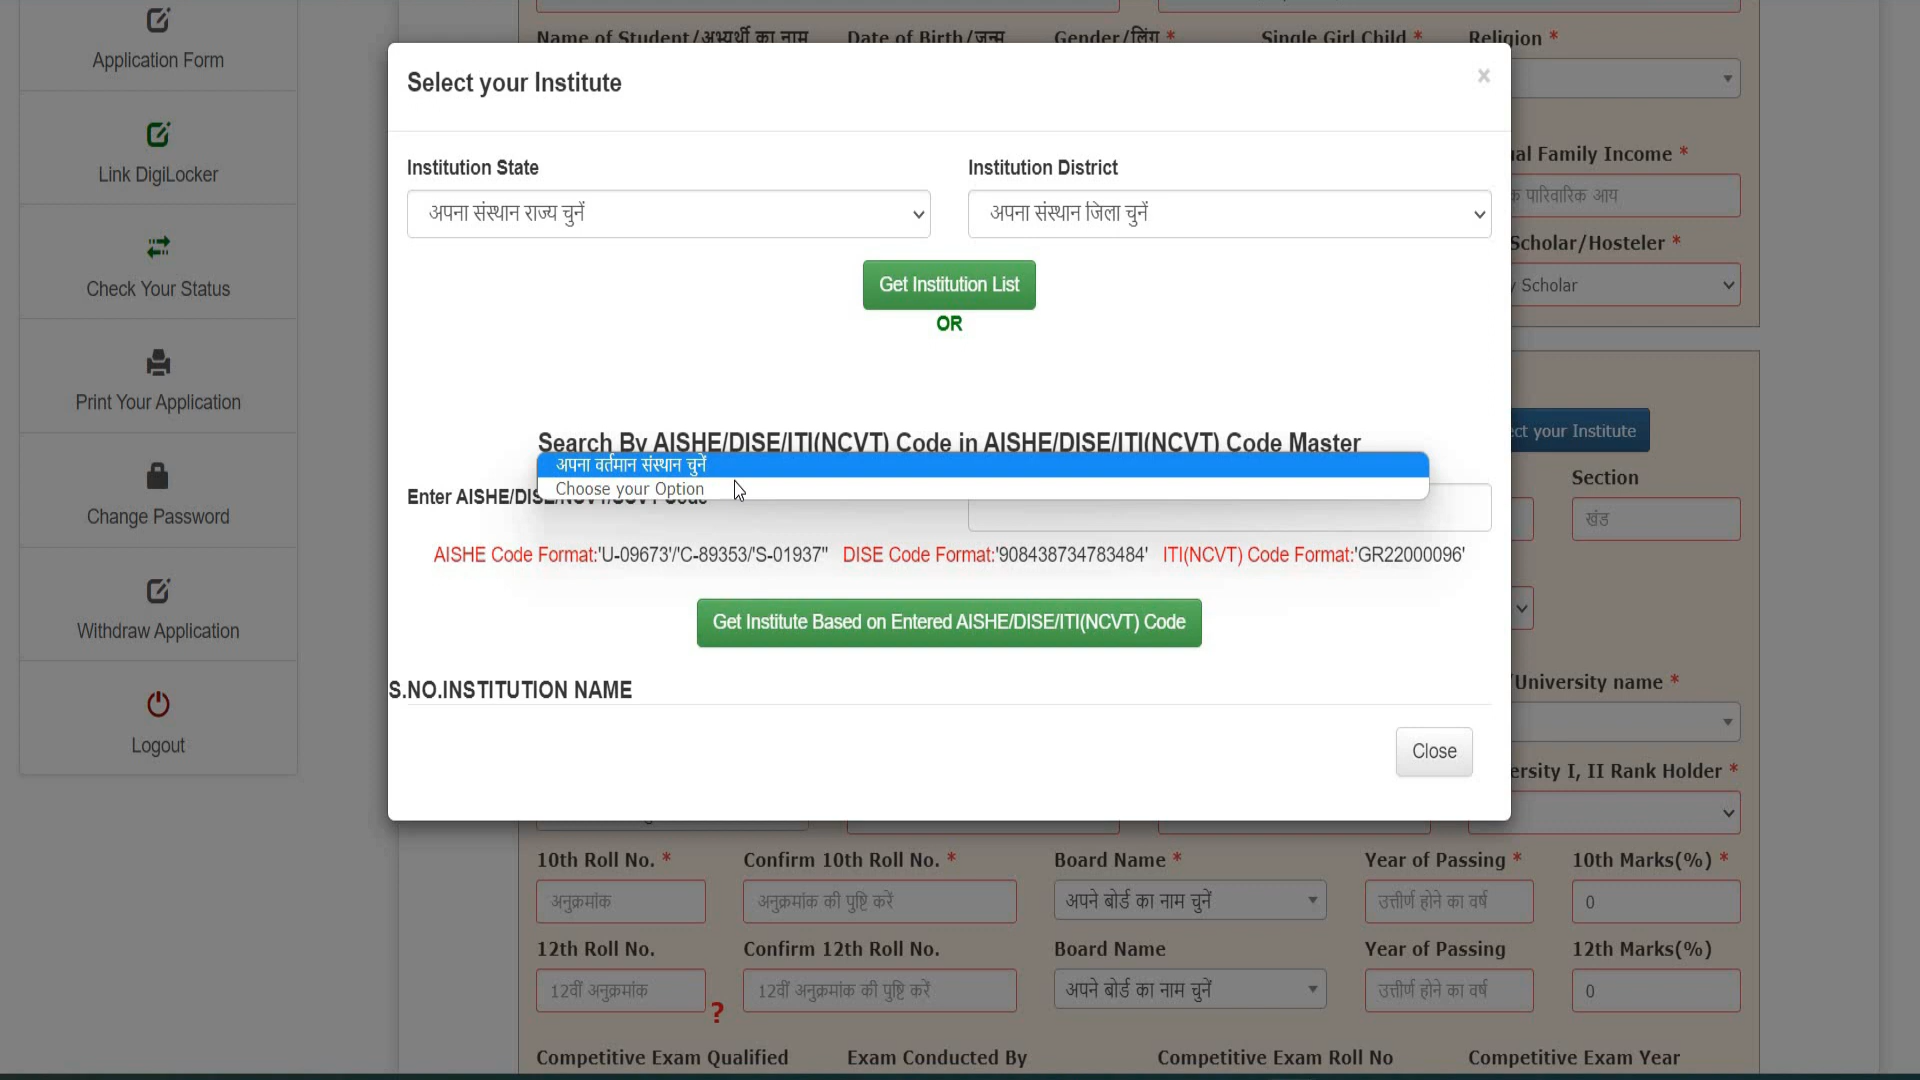 Application Form
Link DigiLocker
Check Your Status
Print Your Application
Change Password
Withdraw Application
Logout
Name of Student/अभ्यर्थी का नाम Date of Birth/जन्म Gender/लिंग * Single Girl Child * Religion *
Select your Institute ×
Institution State Institution District
अपना संस्थान राज्य चुनें अपना संस्थान जिला चुनें
Get Institution List
OR
Search By AISHE/DISE/ITI(NCVT) Code in AISHE/DISE/ITI(NCVT) Code Master
अपना वर्तमान संस्थान चुनें
Choose your Option
Enter AISHE/DISE/NCVT/SCVT Code
AISHE Code Format:'U-09673'/'C-89353/'S-01937" DISE Code Format:'908438734783484' ITI(NCVT) Code Format:'GR22000096'
Get Institute Based on Entered AISHE/DISE/ITI(NCVT) Code
S.NO.INSTITUTION NAME
Close
Family Income *
पारिवारिक आय
Scholar/Hosteler *
Scholar
your Institute
Section
खंड
/University name *
I, II Rank Holder *
10th Roll No. * Confirm 10th Roll No. * Board Name * Year of Passing * 10th Marks(%) *
अनुक्रमांक अनुक्रमांक की पुष्टि करें अपने बोर्ड का नाम चुनें उत्तीर्ण होने का वर्ष 0
12th Roll No. Confirm 12th Roll No. Board Name Year of Passing 12th Marks(%)
12वीं अनुक्रमांक ? 12वीं अनुक्रमांक की पुष्टि करें अपने बोर्ड का नाम चुनें उत्तीर्ण होने का वर्ष 0
Competitive Exam Qualified Exam Conducted By Competitive Exam Roll No Competitive Exam Year